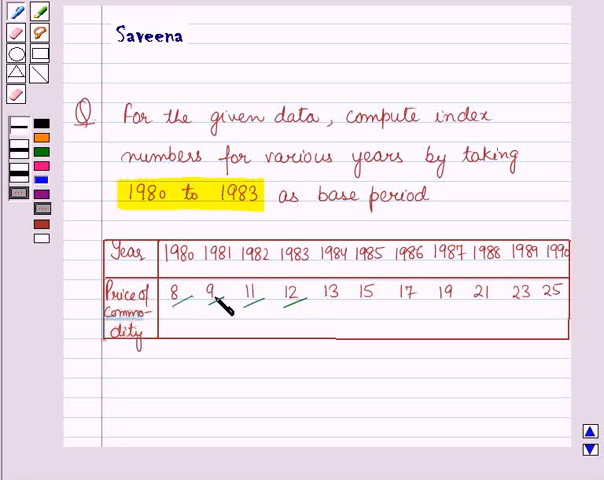 Saveena
Q. For the given data, compute index
numbers for various years by taking
1980 to 1983 as base period
Year 1980 1981 1982 1983 1984 1985 1986 1987 1988 1989 1990
Price of 8 9 11 12 13 15 17 19 21 23 25
commo-
dity